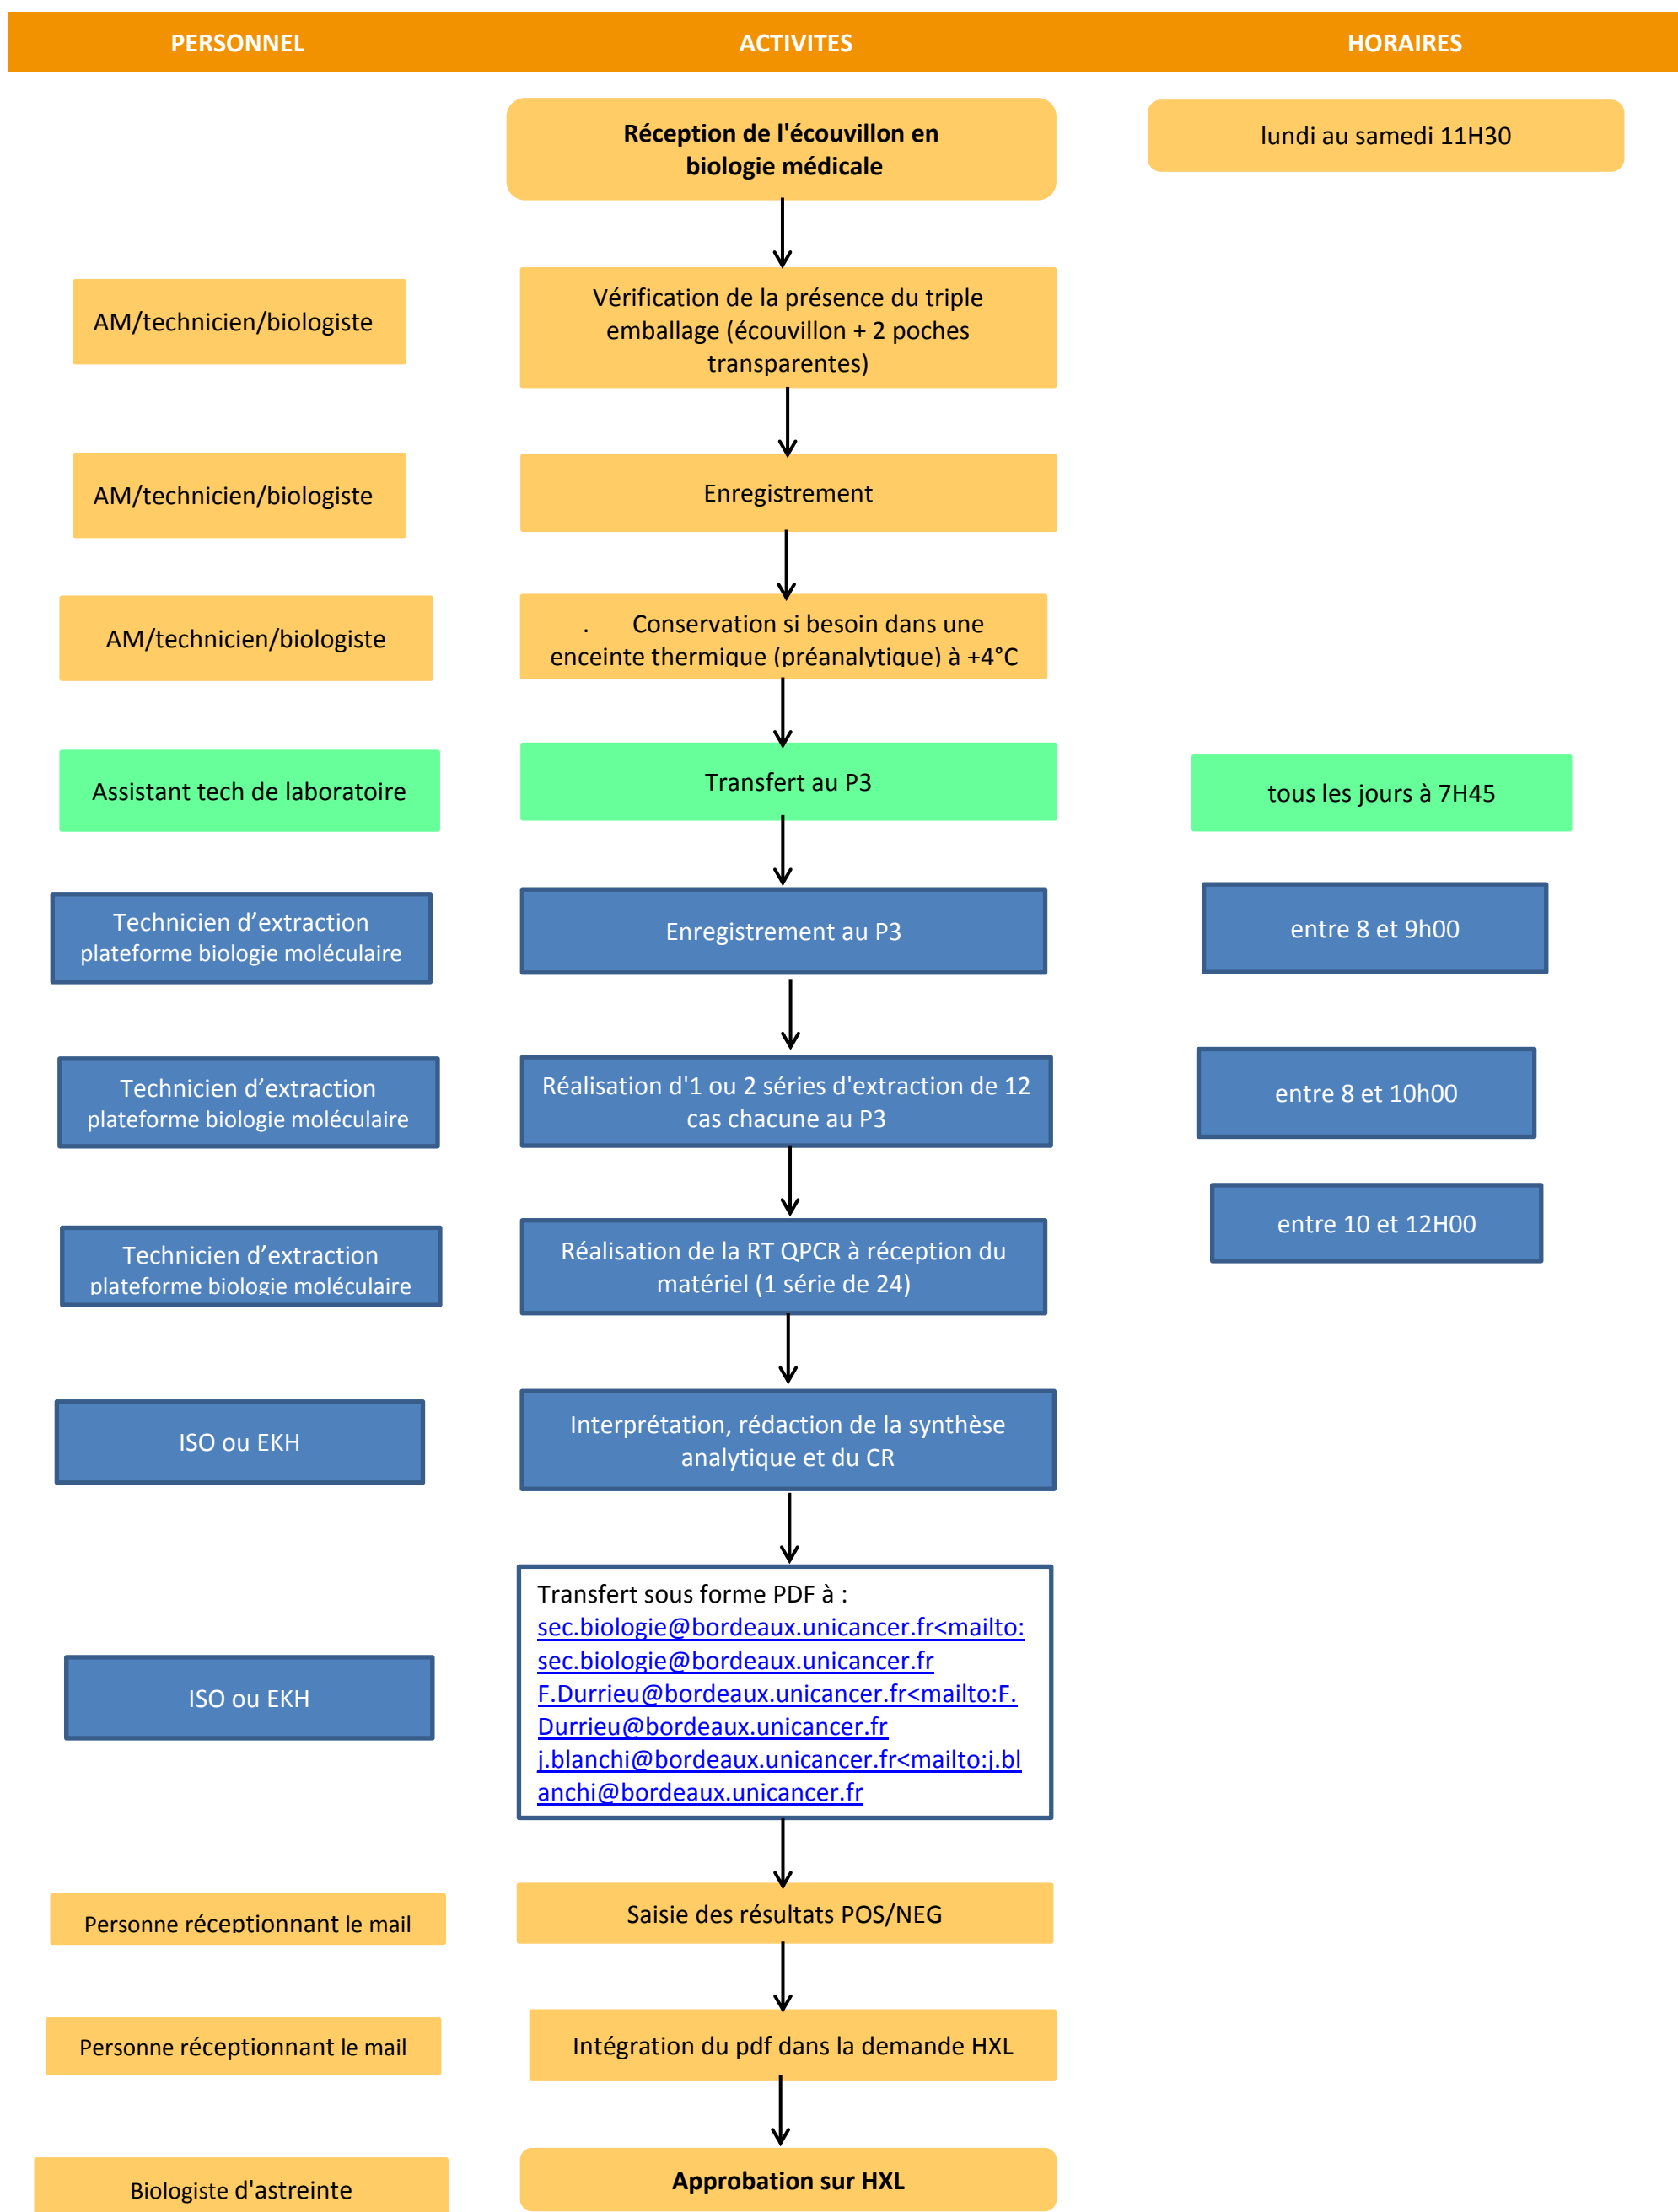 PERSONNEL
ACTIVITES
HORAIRES
Réception de l'écouvillon en
biologie médicale
lundi au samedi 11H30
AM/technicien/biologiste
Vérification de la présence du triple
emballage (écouvillon + 2 poches
transparentes)
AM/technicien/biologiste
Enregistrement
AM/technicien/biologiste
. Conservation si besoin dans une
enceinte thermique (préanalytique) à +4°C
Assistant tech de laboratoire
Transfert au P3
tous les jours à 7H45
Technicien d’extraction
plateforme biologie moléculaire
Enregistrement au P3
entre 8 et 9h00
Technicien d’extraction
plateforme biologie moléculaire
Réalisation d'1 ou 2 séries d'extraction de 12
cas chacune au P3
entre 8 et 10h00
Technicien d’extraction
plateforme biologie moléculaire
Réalisation de la RT QPCR à réception du
matériel (1 série de 24)
entre 10 et 12H00
ISO ou EKH
Interprétation, rédaction de la synthèse
analytique et du CR
ISO ou EKH
Transfert sous forme PDF à :
sec.biologie@bordeaux.unicancer.fr<mailto:
sec.biologie@bordeaux.unicancer.fr
F.Durrieu@bordeaux.unicancer.fr<mailto:F.
Durrieu@bordeaux.unicancer.fr
j.blanchi@bordeaux.unicancer.fr<mailto:j.bl
anchi@bordeaux.unicancer.fr
Personne réceptionnant le mail
Saisie des résultats POS/NEG
Personne réceptionnant le mail
Intégration du pdf dans la demande HXL
Biologiste d'astreinte
Approbation sur HXL